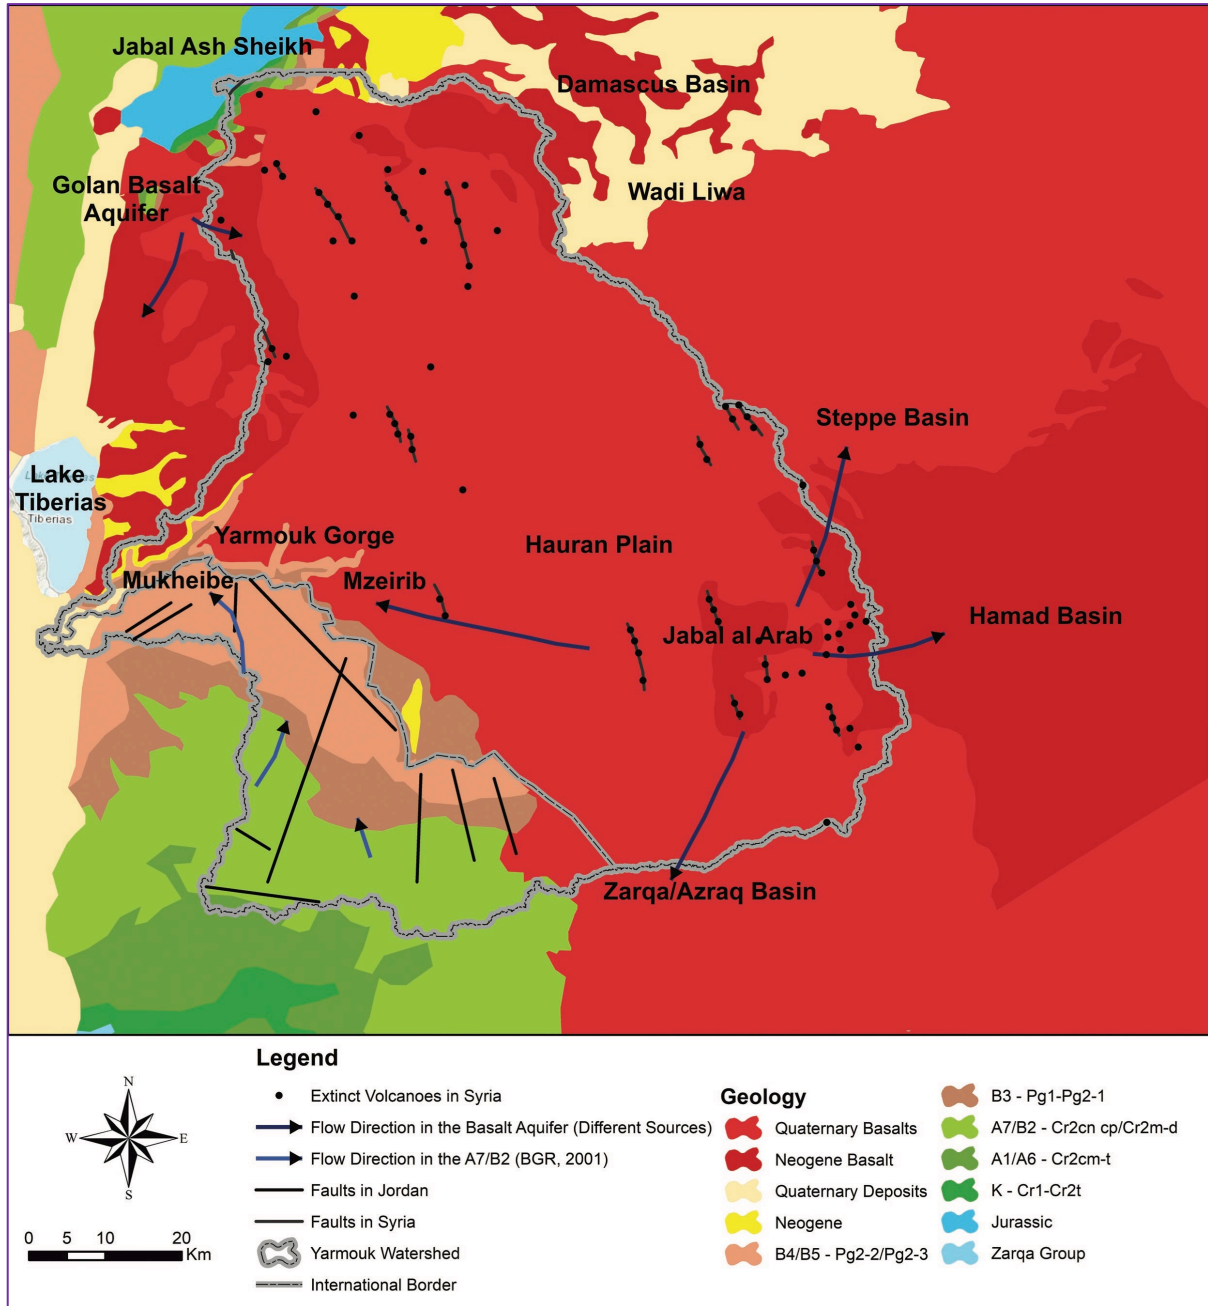 Jabal Ash Sheikh
Damascus Basin
Golan Basalt
Aquifer
Wadi Liwa
Steppe Basin
Lake
Tiberias
Tiberias
Yarmouk Gorge
Hauran Plain
Mukheibe
Mzeirib
Jabal al Arab
Hamad Basin
Zarqa/Azraq Basin
Legend
Extinct Volcanoes in Syria
Flow Direction in the Basalt Aquifer (Different Sources)
Flow Direction in the A7/B2 (BGR, 2001)
Faults in Jordan
Faults in Syria
Yarmouk Watershed
International Border
Geology
Quaternary Basalts
Neogene Basalt
Quaternary Deposits
Neogene
B4/B5 - Pg2-2/Pg2-3
B3 - Pg1-Pg2-1
A7/B2 - Cr2cn cp/Cr2m-d
A1/A6 - Cr2cm-t
K - Cr1-Cr2t
Jurassic
Zarqa Group
N
W
E
S
0 5 10 20
Km